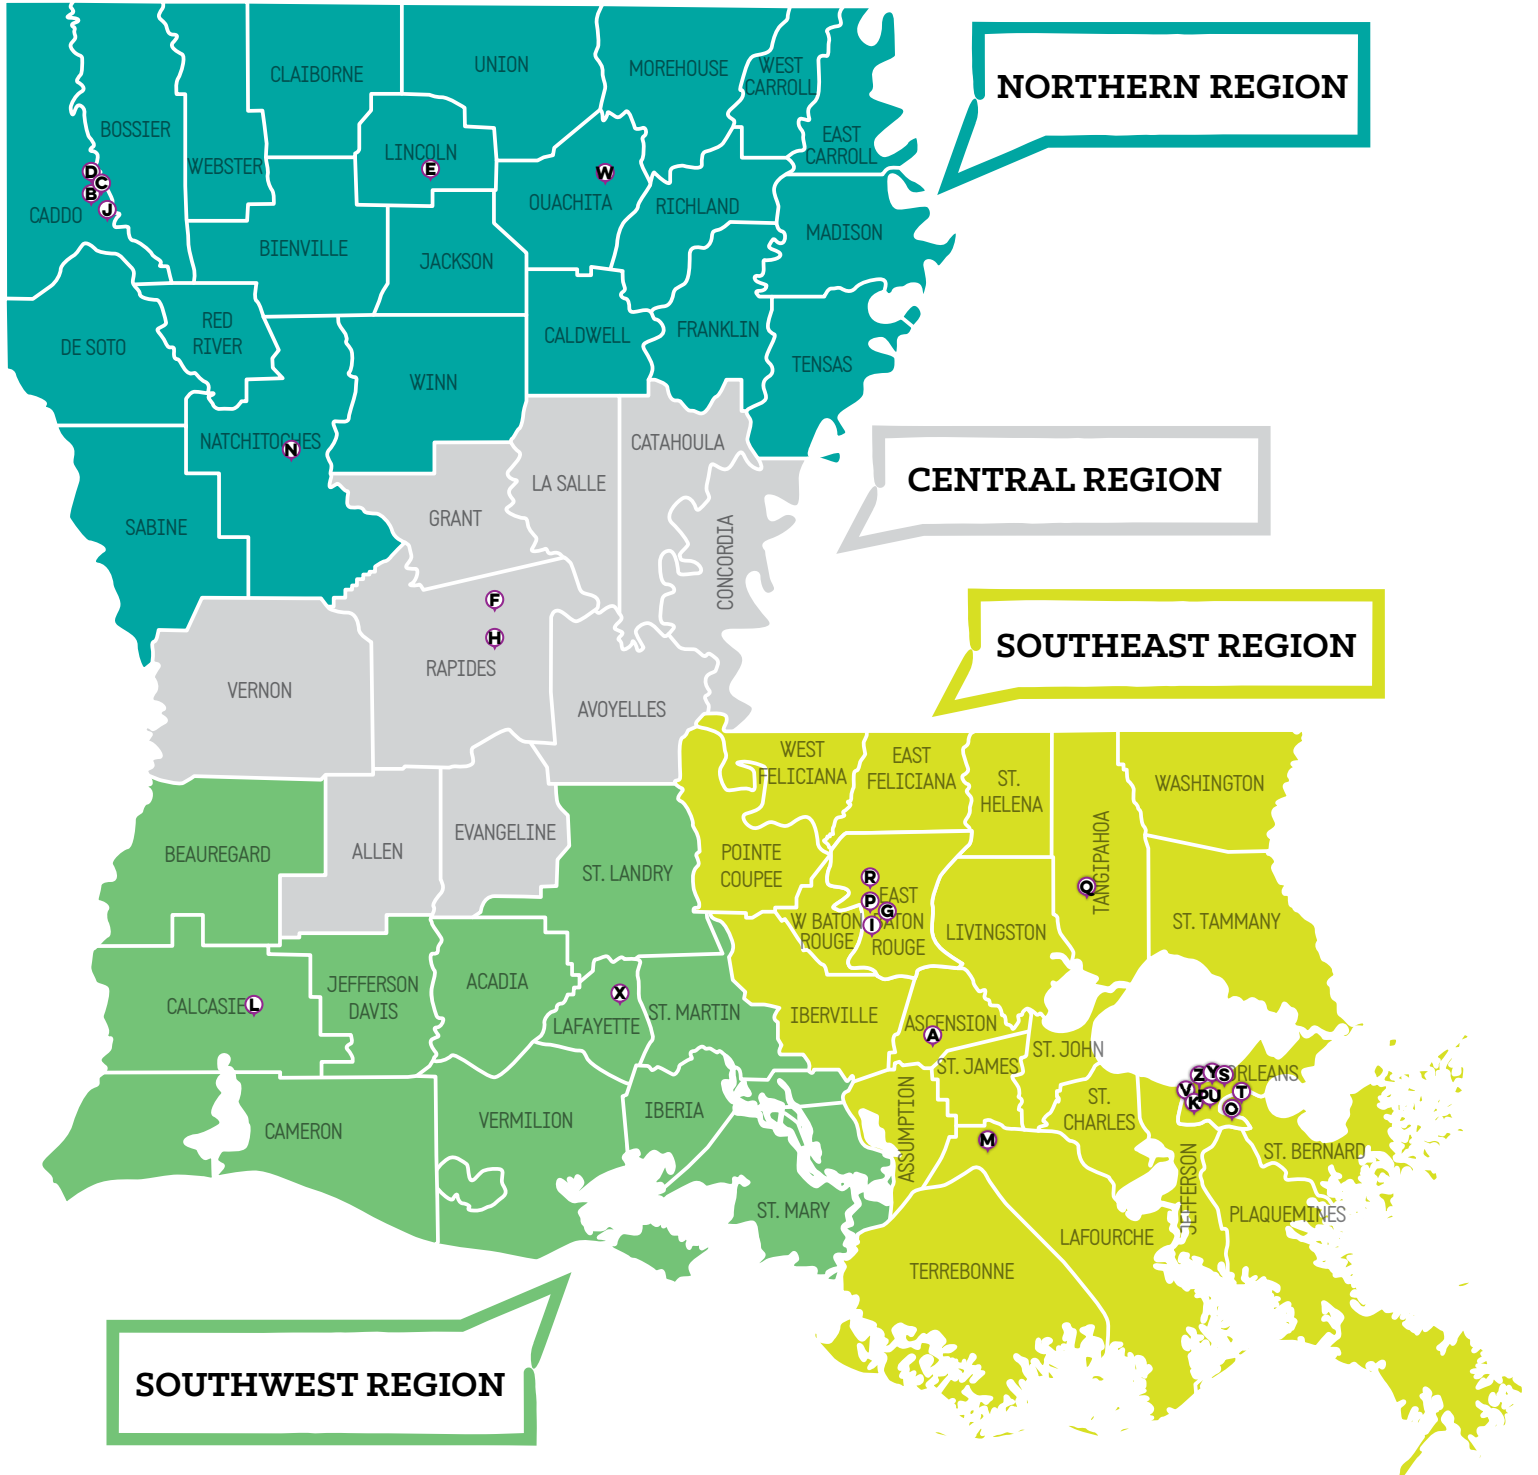 NORTHERN REGION
CLAIBORNE
UNION
MOREHOUSE
WEST
CARROLL
EAST
CARROLL
BOSSIER
WEBSTER
LINCOLN
E
W
D
C
B
J
CADDO
OUACHITA
RICHLAND
MADISON
BIENVILLE
JACKSON
RED
RIVER
DE SOTO
CALDWELL
FRANKLIN
TENSAS
WINN
NATCHITOCHES
N
SABINE
CENTRAL REGION
CATAHOULA
LA SALLE
GRANT
CONCORDIA
F
H
RAPIDES
VERNON
AVOYELLES
EVANGELINE
ALLEN
SOUTHEAST REGION
WEST
FELICIANA
EAST
FELICIANA
ST.
HELENA
TANGIPAHOA
WASHINGTON
POINTE
COUPEE
R
P
G
I
EAST
ATON
ROUGE
W BATON
ROUGE
LIVINGSTON
Q
ST. TAMMANY
IBERVILLE
ASCENSION
A
ST. JAMES
ST. JOHN
ST.
CHARLES
ASSUMPTION
M
Z
Y
S
RLEANS
V
K
P
U
T
O
ST. BERNARD
JEFFERSON
PLAQUEMINES
LAFOURCHE
TERREBONNE
BEAUREGARD
ST. LANDRY
CALCASIE
L
JEFFERSON
DAVIS
ACADIA
X
LAFAYETTE
ST. MARTIN
CAMERON
VERMILION
IBERIA
ST. MARY
SOUTHWEST REGION